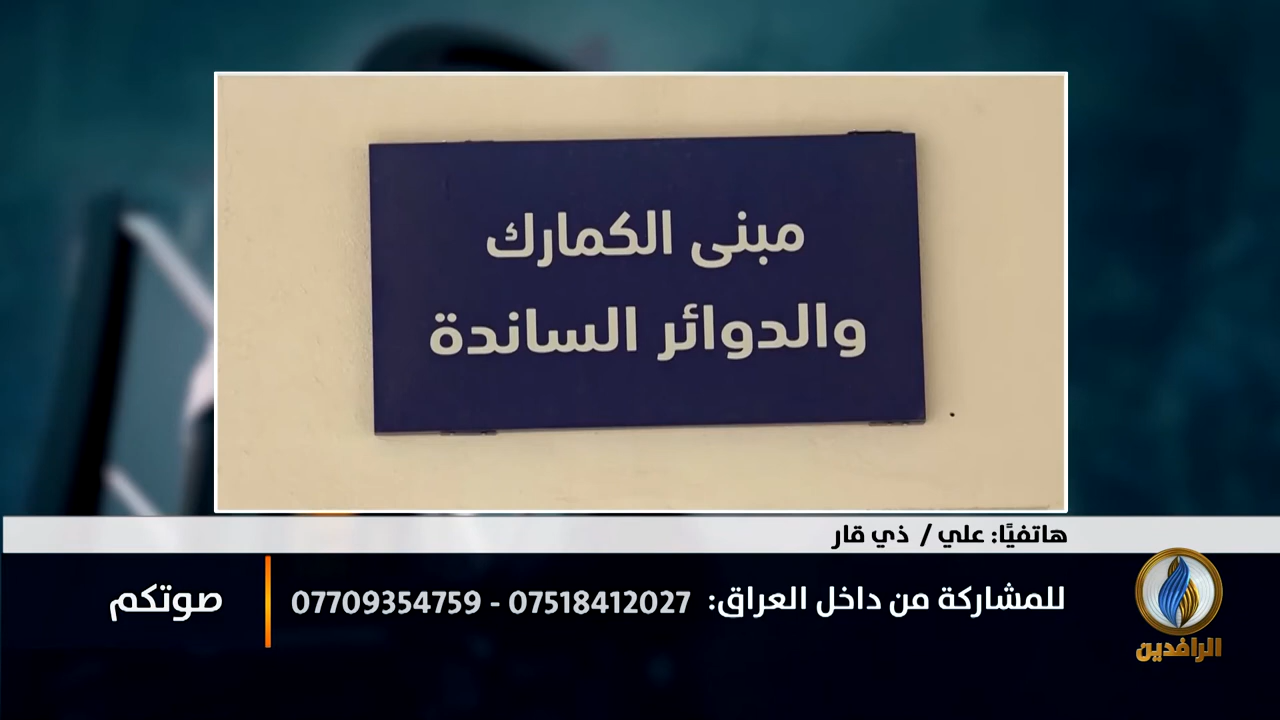 مبنى الكمارك
والدوائر الساندة
هاتفيًا: علي / ذي قار
للمشاركة من داخل العراق: 07518412027 - 07709354759
صوتكم
الرافدين